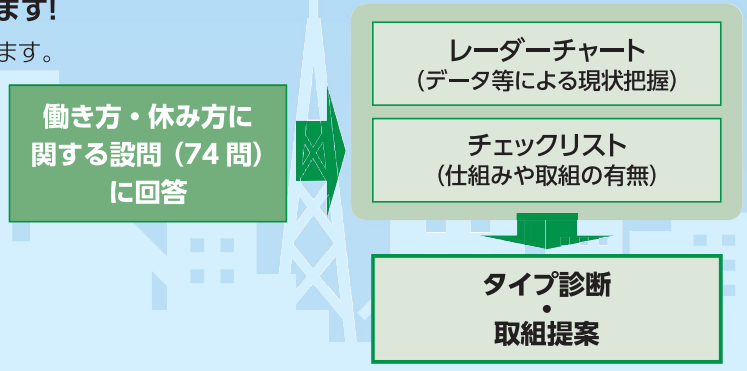 ます!
ます。
働き方・休み方に
関する設問（74 問）
に回答
レーダーチャート
（データ等による現状把握）
チェックリスト
（仕組みや取組の有無）
タイプ診断
・
取組提案